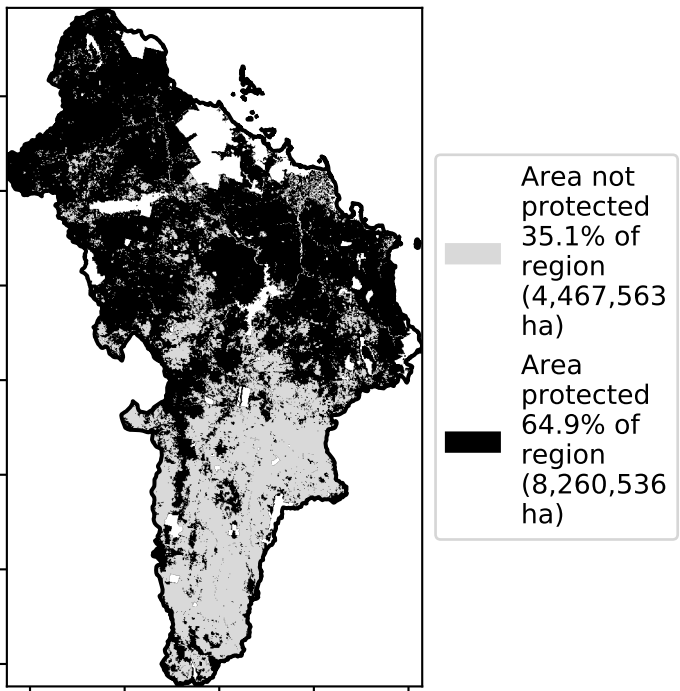 Area not
protected
35.1% of
region
(4,467,563
ha)
Area
protected
64.9% of
region
(8,260,536
ha)